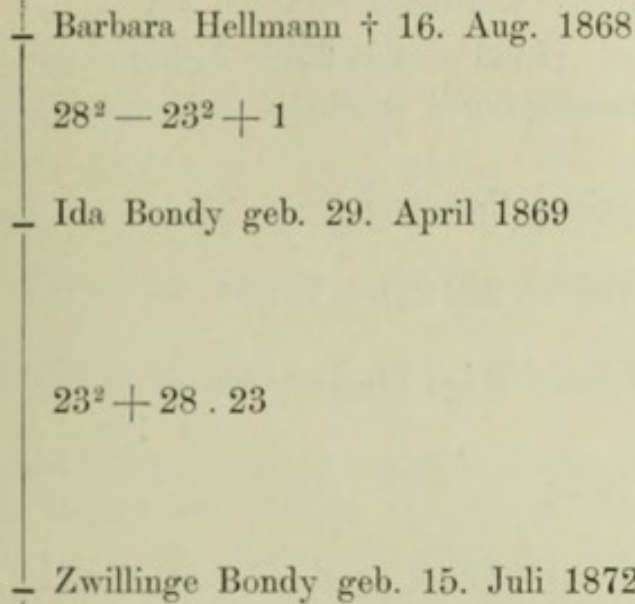 Barbara Hellmann † 16. Aug. 1868
28² — 23² + 1
Ida Bondy geb. 29. April 1869
23² + 28 . 23
Zwillinge Bondy geb. 15. Juli 1872